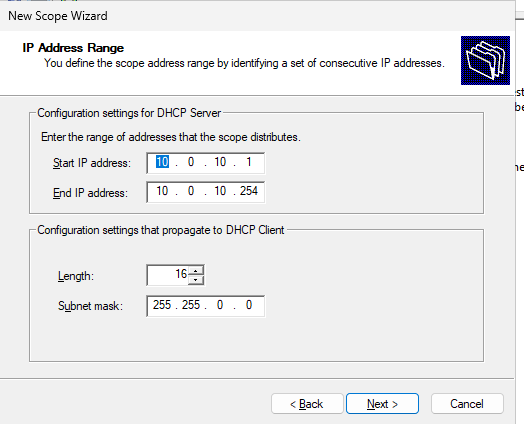 New Scope Wizard
IP Address Range
You define the scope address range by identifying a set of consecutive IP addresses.
Configuration settings for DHCP Server
Enter the range of addresses that the scope distributes.
Start IP address: 10 . 0 . 10 . 1
End IP address: 10 . 0 . 10 . 254
Configuration settings that propagate to DHCP Client
Length: 16
Subnet mask: 255 . 255 . 0 . 0
< Back Next > Cancel